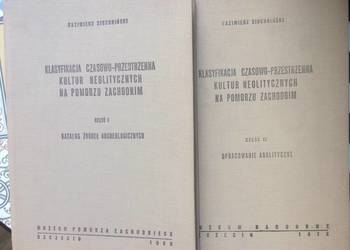 KAZIMIERZ SIUCHNIŃSKI
KLASYFIKACJA CZASOWO-PRZESTRZENNA
KULTUR NEOLITYCZNYCH
NA POMORZU ZACHODNIM
CZĘŚĆ I
KATALOG ŹRÓDEŁ ARCHEOLOGICZNYCH
MUZEUM POMORZA ZACHODNIEGO
SZCZECIN
KAZIMIERZ SIUCHNIŃSKI
KLASYFIKACJA CZASOWO-PRZESTRZENNA
KULTUR NEOLITYCZNYCH
NA POMORZU ZACHODNIM
CZĘŚĆ II
OPRACOWANIE ANALITYCZNE
MUZEUM NARODOWE
SZCZECIN